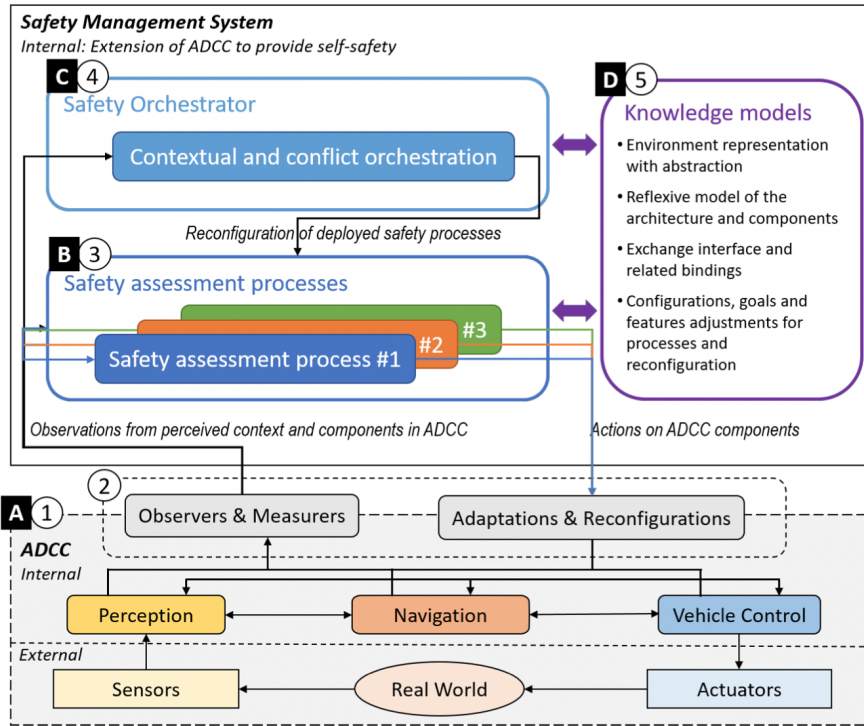 Safety Management System
Internal: Extension of ADCC to provide self-safety
C 4
Safety Orchestrator
Contextual and conflict orchestration
Reconfiguration of deployed safety processes
B 3
Safety assessment processes
#3
#2
Safety assessment process #1
D 5
Knowledge models
• Environment representation
with abstraction
• Reflexive model of the
architecture and components
• Exchange interface and
related bindings
• Configurations, goals and
features adjustments for
processes and
reconfiguration
Observations from perceived context and components in ADCC
Actions on ADCC components
2
A 1
Observers & Measurers
Adaptations & Reconfigurations
ADCC
Internal
Perception
Navigation
Vehicle Control
External
Sensors
Real World
Actuators